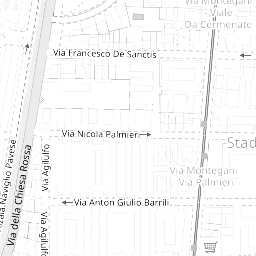 Via Montegani
Viale
Da Cermenate
Via Francesco De Sanctis
Via Nicola Palmieri
Stad
Via Agilulfo
Via Montegani
Via Palmieri
Via Anton Giulio Barrili
Via Agilulfo
Via della Chiesa Rossa
Alzaia Naviglio Pavese